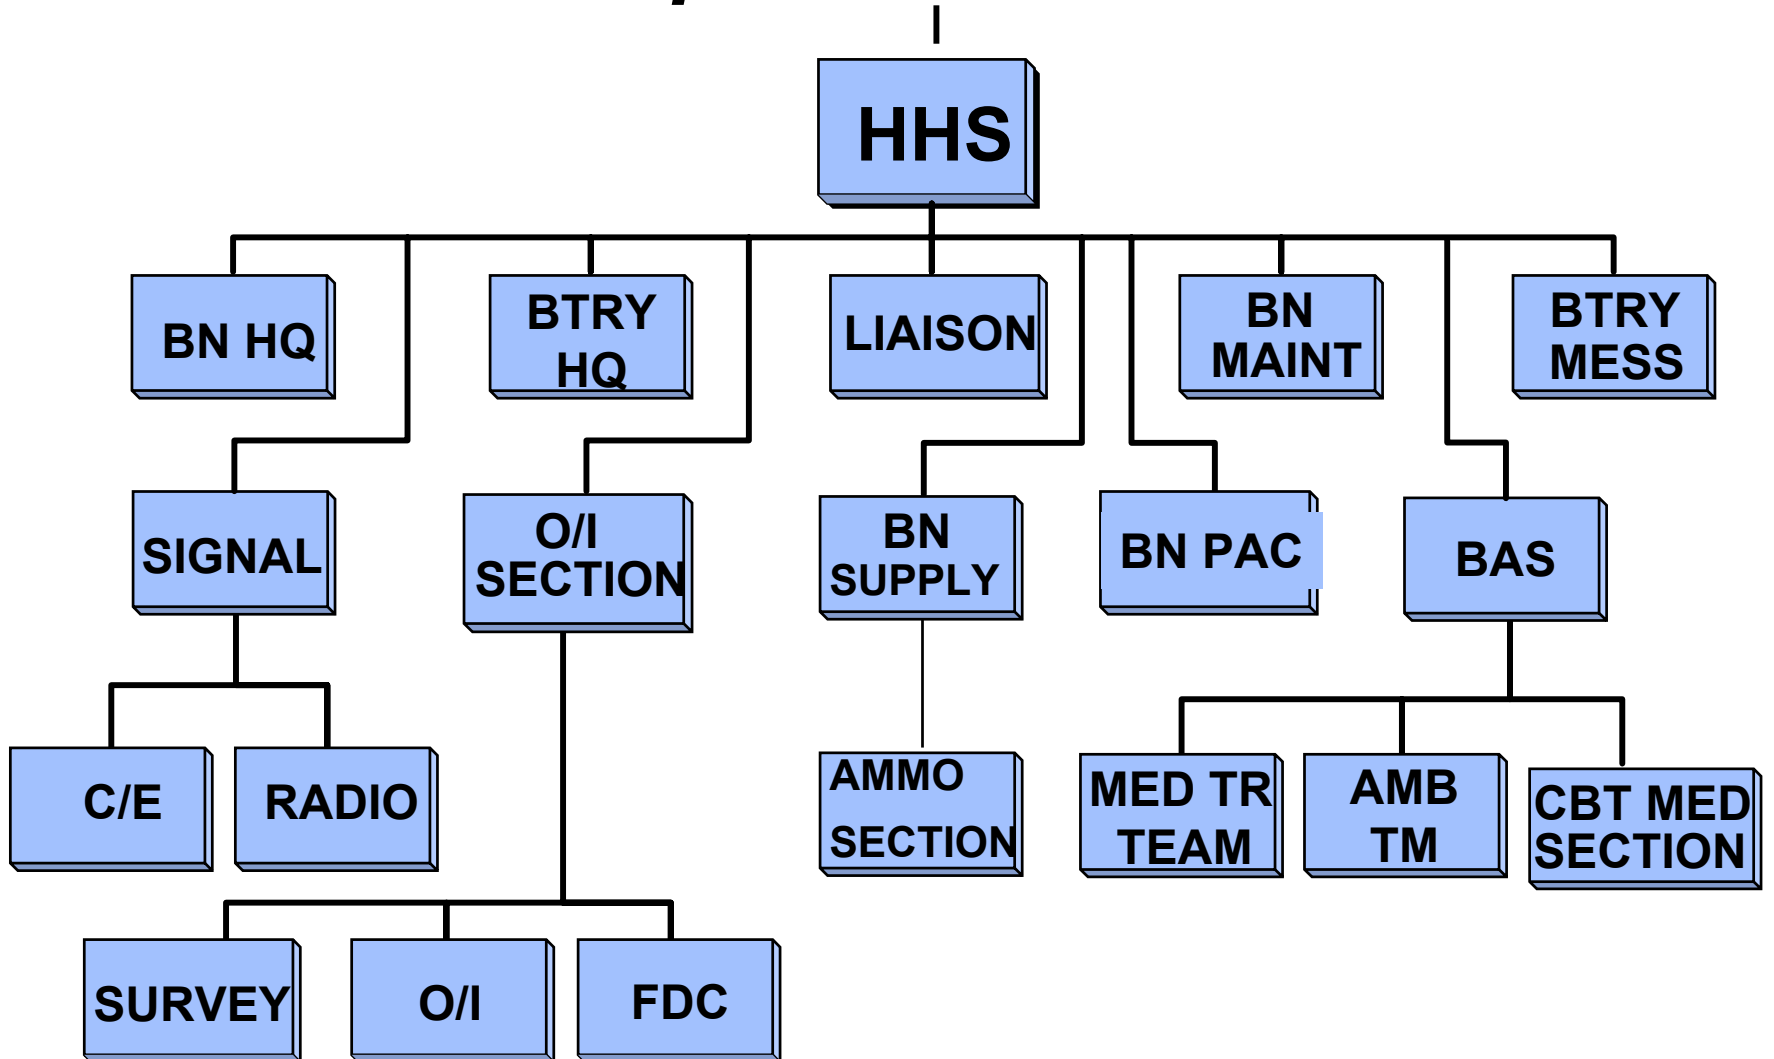 HHS
BN HQ
BTRY
HQ
LIAISON
BN
MAINT
BTRY
MESS
SIGNAL
O/I
SECTION
BN
SUPPLY
BN PAC
BAS
C/E
RADIO
AMMO
SECTION
MED TR
TEAM
AMB
TM
CBT MED
SECTION
SURVEY
O/I
FDC